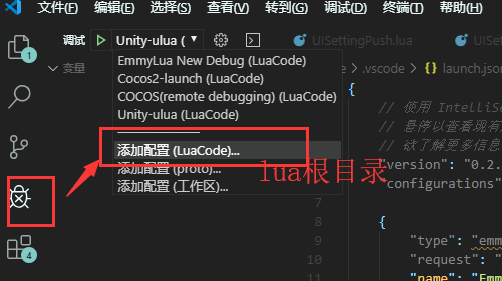 文件(F) 编辑(E) 选择(S) 查看(V) 转到(G) 调试(D) 终端(T) 帮助(H)
调试 Unity-ulua (
UISettingPush.lua
变量
EmmyLua New Debug (LuaCode)
Cocos2-launch (LuaCode)
COCOS(remote debugging) (LuaCode)
Unity-ulua (LuaCode)
添加配置 (LuaCode)...
添加配置 (proto)...
添加配置 (工作区)...
lua根目录
.vscode {} launch.json
{
// 使用 IntelliSe
// 悬停以查看现有
// 欲了解更多信息
"version": "0.2.
"configurations"
7
8
{
9
"type": "emm
10
"request": "
11
"name": "Emm
1
4